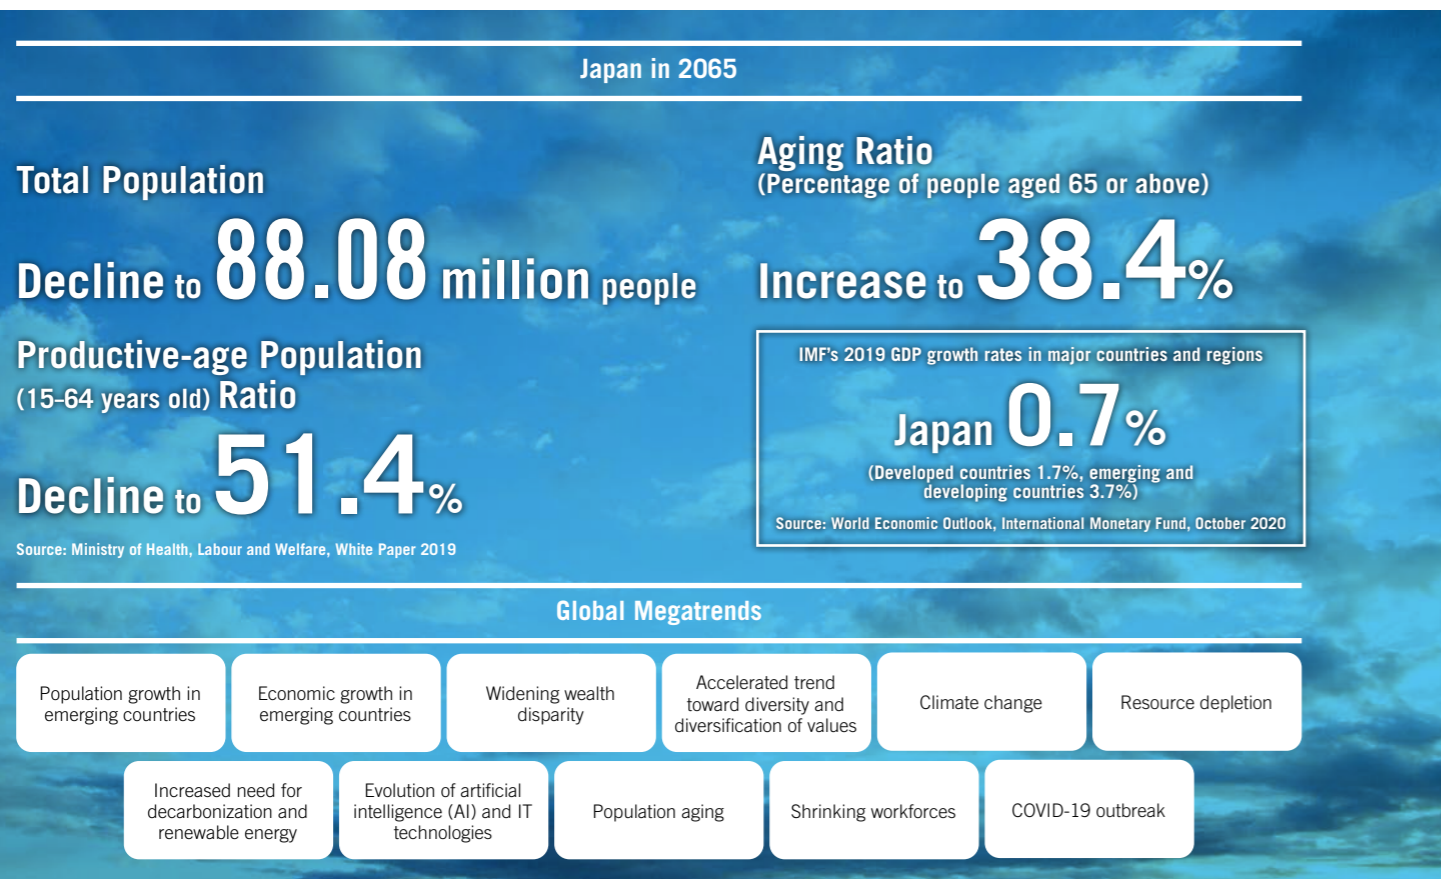 Japan in 2065
Total Population
Decline to 88.08 million people
Productive-age Population
(15-64 years old) Ratio
Decline to 51.4%
Source: Ministry of Health, Labour and Welfare, White Paper 2019
Aging Ratio
(Percentage of people aged 65 or above)
Increase to 38.4%
IMF's 2019 GDP growth rates in major countries and regions
Japan 0.7%
(Developed countries 1.7%, emerging and
developing countries 3.7%)
Source: World Economic Outlook, International Monetary Fund, October 2020
Global Megatrends
Population growth in
emerging countries
Economic growth in
emerging countries
Widening wealth
disparity
Accelerated trend
toward diversity and
diversification of values
Climate change
Resource depletion
Increased need for
decarbonization and
renewable energy
Evolution of artificial
intelligence (AI) and IT
technologies
Population aging
Shrinking workforces
COVID-19 outbreak